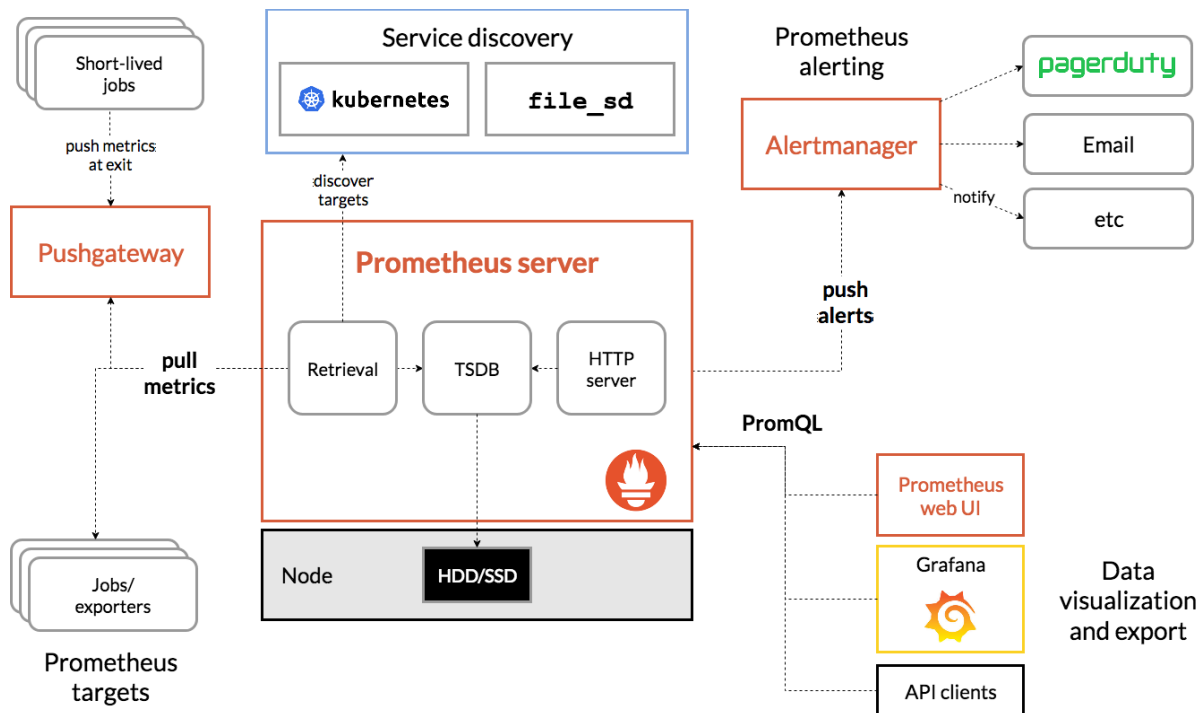 Short-lived
jobs
push metrics
at exit
Pushgateway
pull
metrics
Jobs/
exporters
Prometheus
targets
Service discovery
kubernetes
file_sd
discover
targets
Prometheus server
Retrieval
TSDB
HTTP
server
Node
HDD/SSD
Prometheus
alerting
Alertmanager
pagerduty
Email
notify
etc
push
alerts
PromQL
Prometheus
web UI
Grafana
API clients
Data
visualization
and export